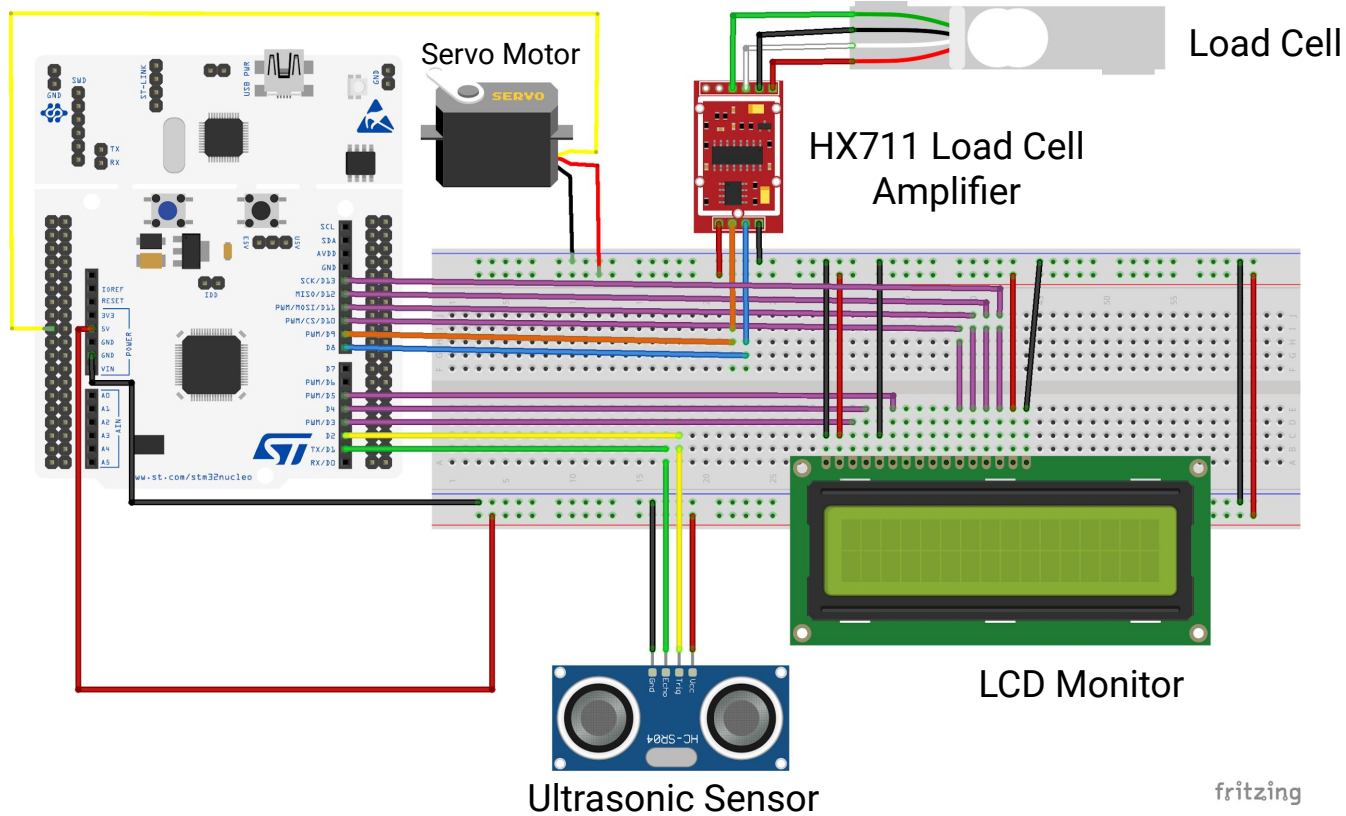 Servo Motor
Load Cell
HX711 Load Cell
Amplifier
SERVO
SWD
GND
ST-LINK
USB PWR
GND
TX
RX
E5V
U5V
IDD
SCL
SDA
AVDD
GND
SCK/D13
MISO/D12
PWM/MOSI/D11
PWM/CS/D10
PWM/D9
D8
D7
PWM/D6
PWM/D5
D4
PWM/D3
D2
TX/D1
RX/D0
IOREF
RESET
3V3
5V
GND
GND
VIN
POWER
A0
A1
A2
A3
A4
A5
AIN
ww.st.com/stm32nucleo
Gnd
Echo
Trig
Vcc
HC-SR04
LCD Monitor
Ultrasonic Sensor
fritzing